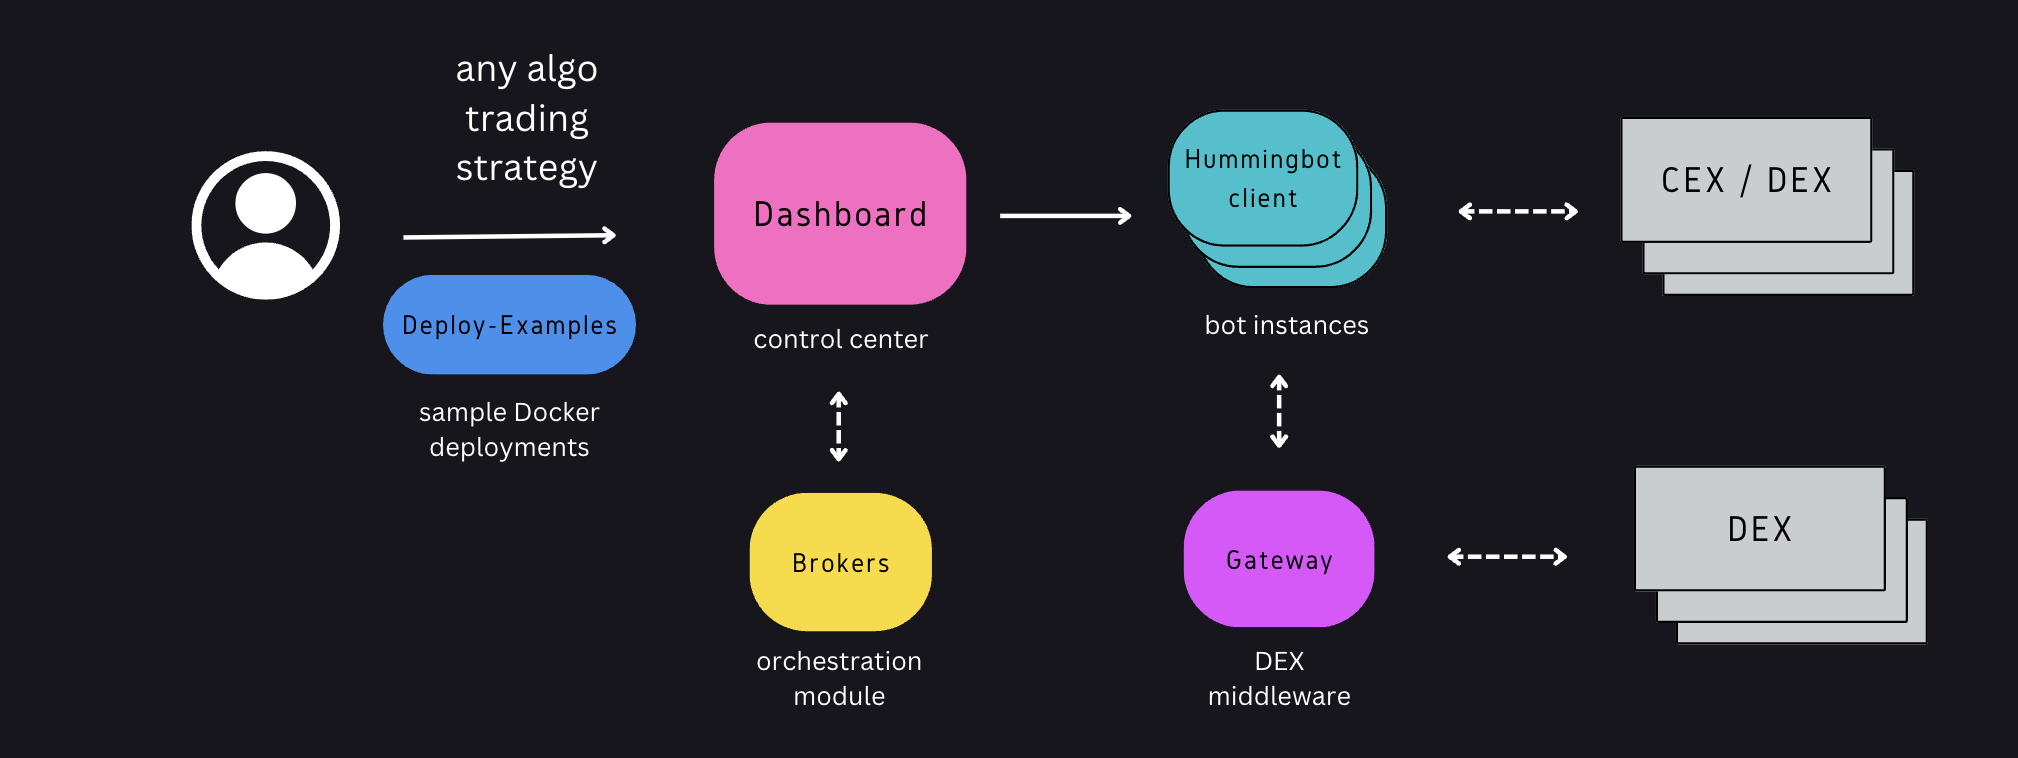 any algo
trading
strategy
Deploy-Examples
sample Docker
deployments
Dashboard
control center
Brokers
orchestration
module
Hummingbot
client
bot instances
Gateway
DEX
middleware
CEX / DEX
DEX